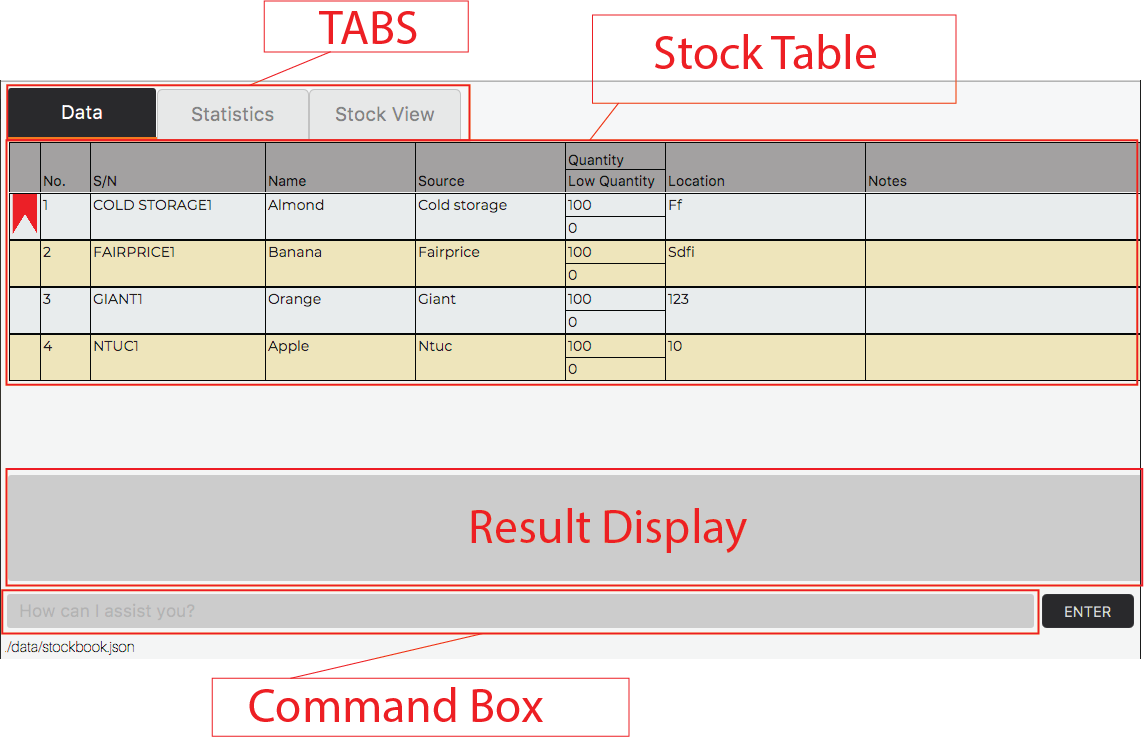 TABS
Stock Table
Data Statistics Stock View
Quantity
No. S/N Name Source Low Quantity Location Notes
1 COLD STORAGE1 Almond Cold storage 100 Ff
0
2 FAIRPRICE1 Banana Fairprice 100 Sdfi
0
3 GIANT1 Orange Giant 100 123
0
4 NTUC1 Apple Ntuc 100 10
0
Result Display
How can I assist you? ENTER
./data/stockbook.json
Command Box